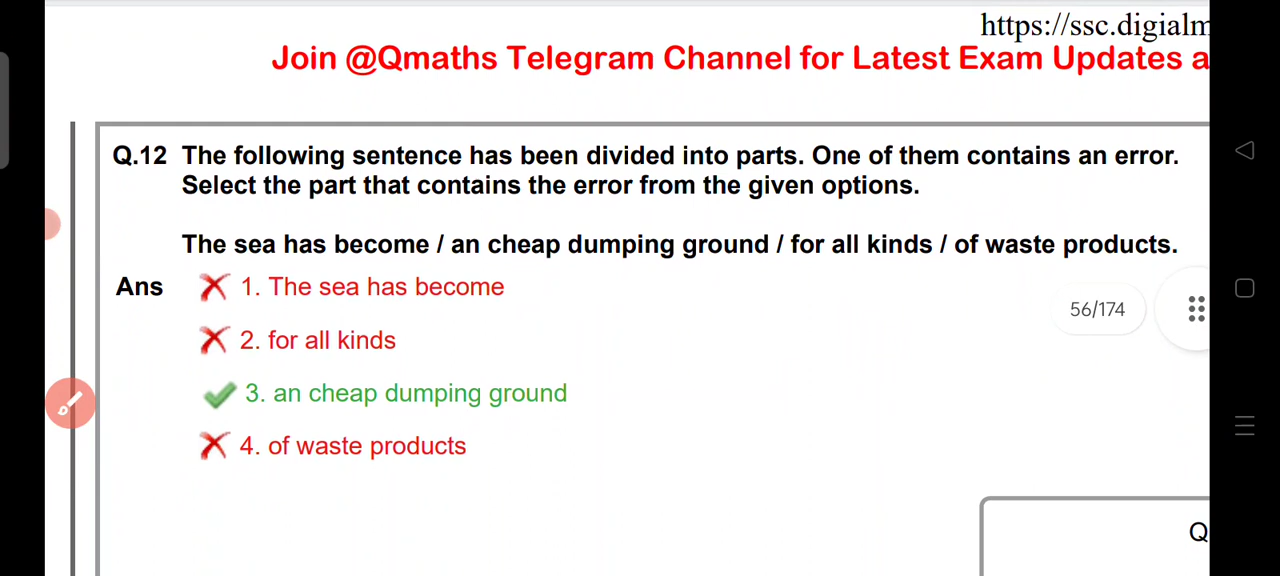 https://ssc.digialm
Join @Qmaths Telegram Channel for Latest Exam Updates a
Q.12 The following sentence has been divided into parts. One of them contains an error.
Select the part that contains the error from the given options.
The sea has become / an cheap dumping ground / for all kinds / of waste products.
Ans 1. The sea has become
2. for all kinds
56/174
3. an cheap dumping ground
4. of waste products
Q